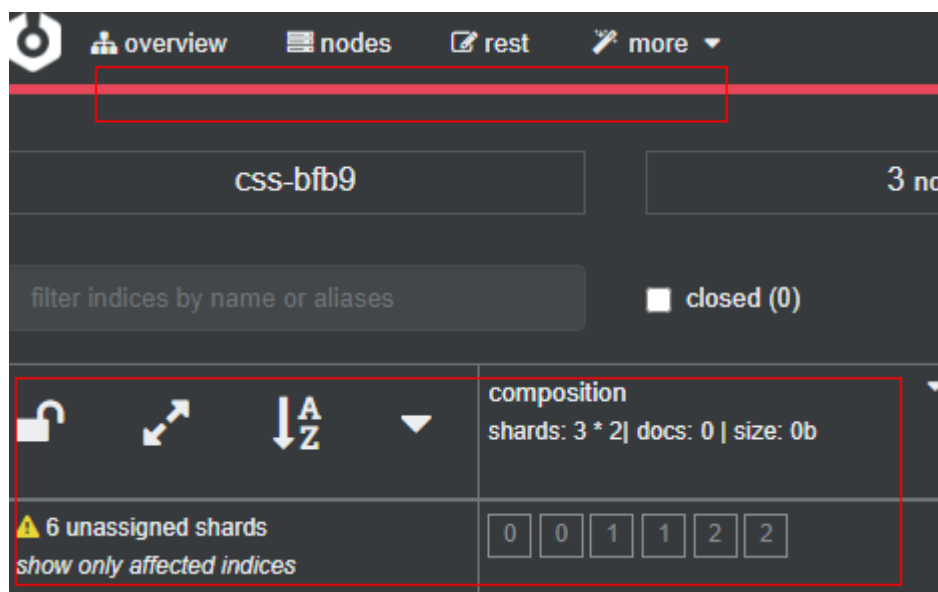 overview nodes rest more
css-bfb9 3
filter indices by name or aliases closed (0)
A
Z
composition
shards: 3 * 2| docs: 0 | size: 0b
6 unassigned shards 0 0 1 1 2 2
show only affected indices